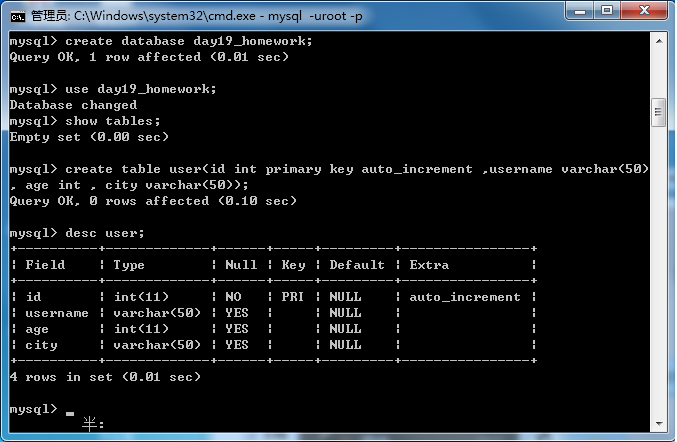 管理员: C:\Windows\system32\cmd.exe - mysql  -uroot -p
mysql> create database day19_homework;
Query OK, 1 row affected (0.01 sec)
mysql> use day19_homework;
Database changed
mysql> show tables;
Empty set (0.00 sec)
mysql> create table user(id int primary key auto_increment ,username varchar(50)
, age int , city varchar(50));
Query OK, 0 rows affected (0.10 sec)
mysql> desc user;
+----------+-------------+------+-----+---------+----------------+
| Field    | Type        | Null | Key | Default | Extra          |
+----------+-------------+------+-----+---------+----------------+
| id       | int(11)     | NO   | PRI | NULL    | auto_increment |
| username | varchar(50) | YES  |     | NULL    |                |
| age      | int(11)     | YES  |     | NULL    |                |
| city     | varchar(50) | YES  |     | NULL    |                |
+----------+-------------+------+-----+---------+----------------+
4 rows in set (0.01 sec)
mysql> _
半: